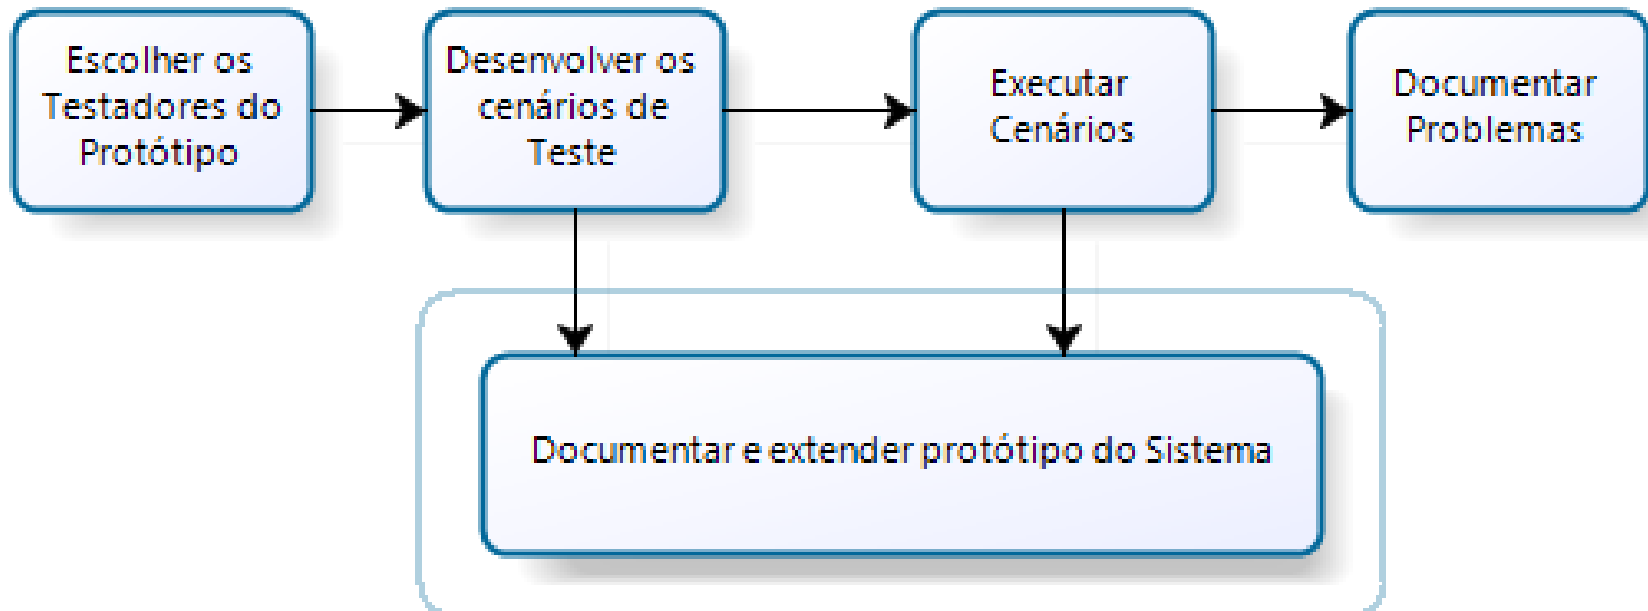 Escolher os
Testadores do
Protótipo
Desenvolver os
cenários de
Teste
Executar
Cenários
Documentar
Problemas
Documentar e extender protótipo do Sistema